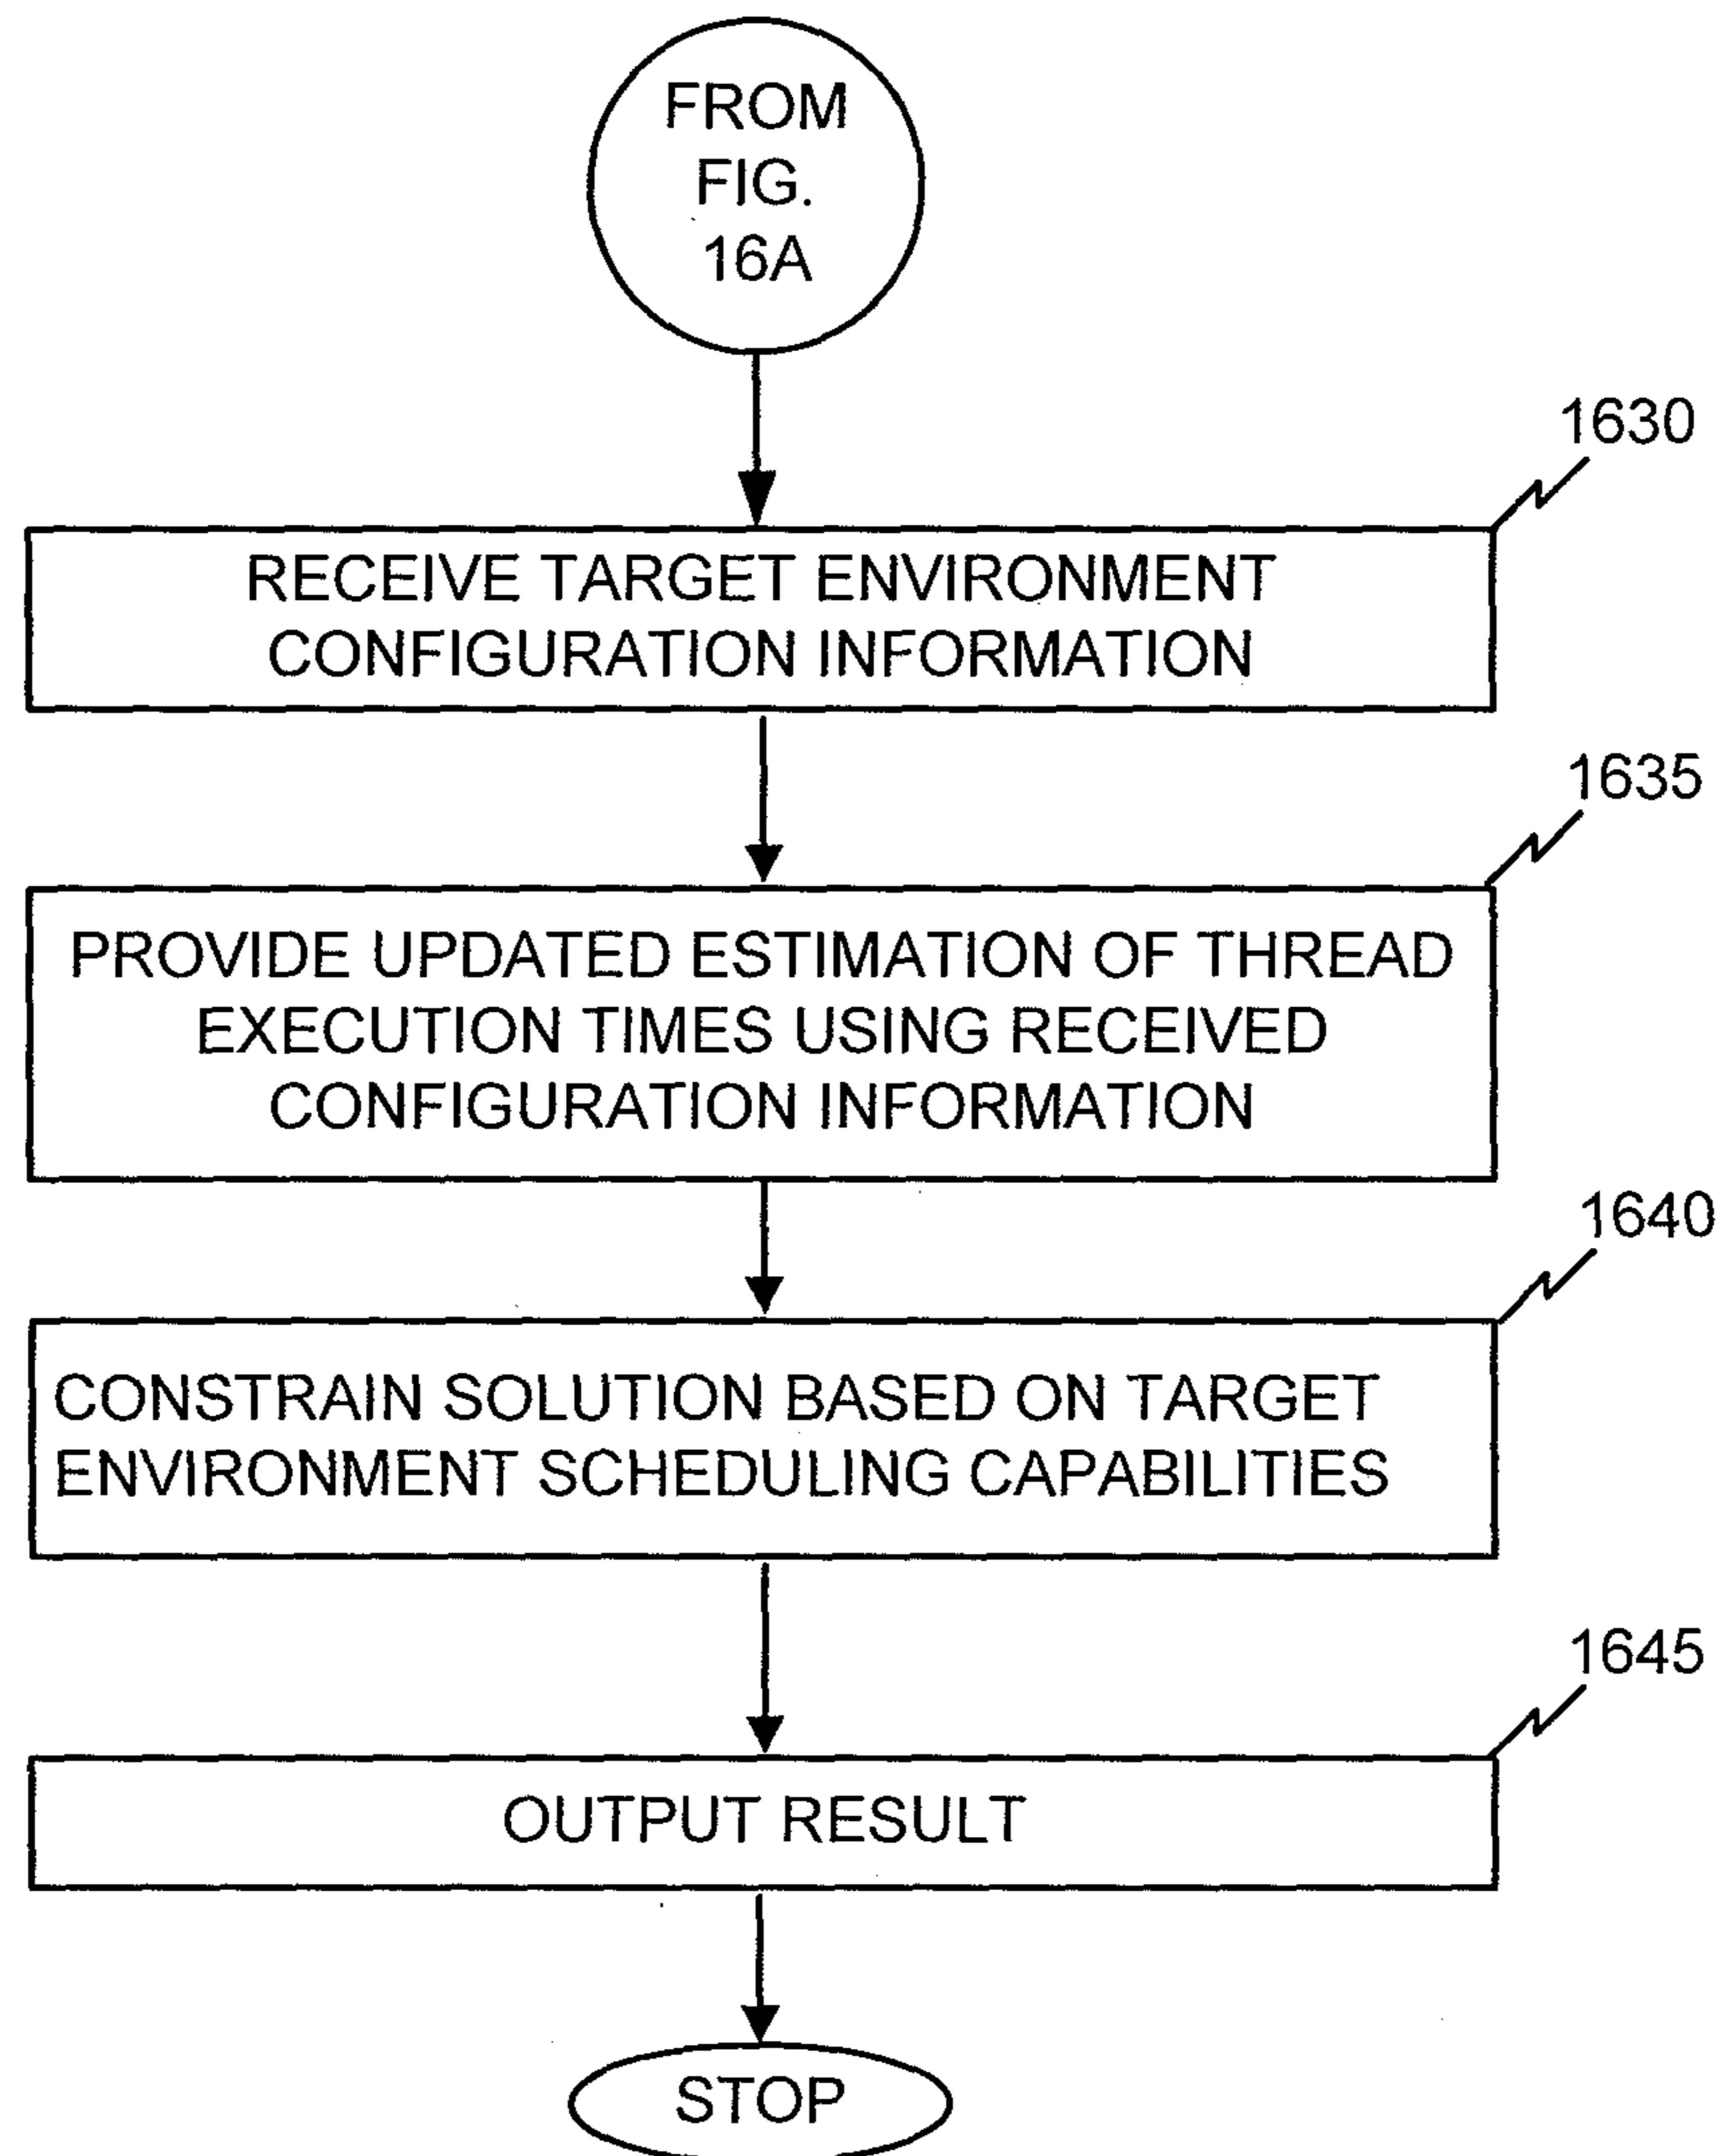 FROM
FIG.
16A
1630
RECEIVE TARGET ENVIRONMENT
CONFIGURATION INFORMATION
1635
PROVIDE UPDATED ESTIMATION OF THREAD
EXECUTION TIMES USING RECEIVED
CONFIGURATION INFORMATION
1640
CONSTRAIN SOLUTION BASED ON TARGET
ENVIRONMENT SCHEDULING CAPABILITIES
1645
OUTPUT RESULT
STOP